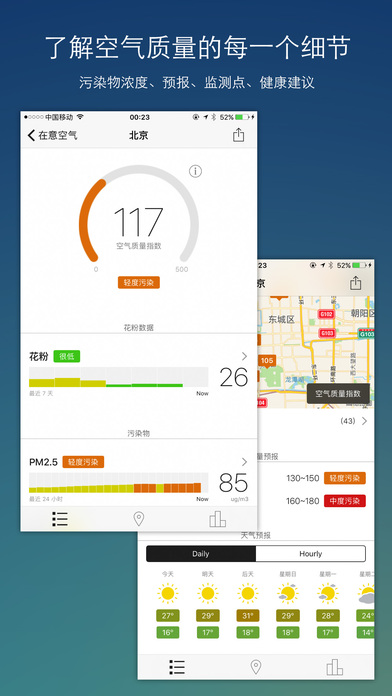 了解空气质量的每一个细节
污染物浓度、预报、监测点、健康建议
中国移动 00:23 52%
在意空气 北京
117
空气质量指数
0 500
轻度污染
花粉数据
花粉 很低 26
最近 7 天 Now
污染物
PM2.5 轻度污染 85
最近 24 小时 Now ug/m3
:23 52%
京
东城区 朝阳区
G102
G103
105
西大望路
G104
空气质量指数
(43)
量预报
130~150 轻度污染
160~180 中度污染
天气预报
Daily Hourly
今天 明天 后天 星期日 星期一 星期二
27° 29° 31° 29° 28° 24°
16° 17° 18° 18° 17° 14°